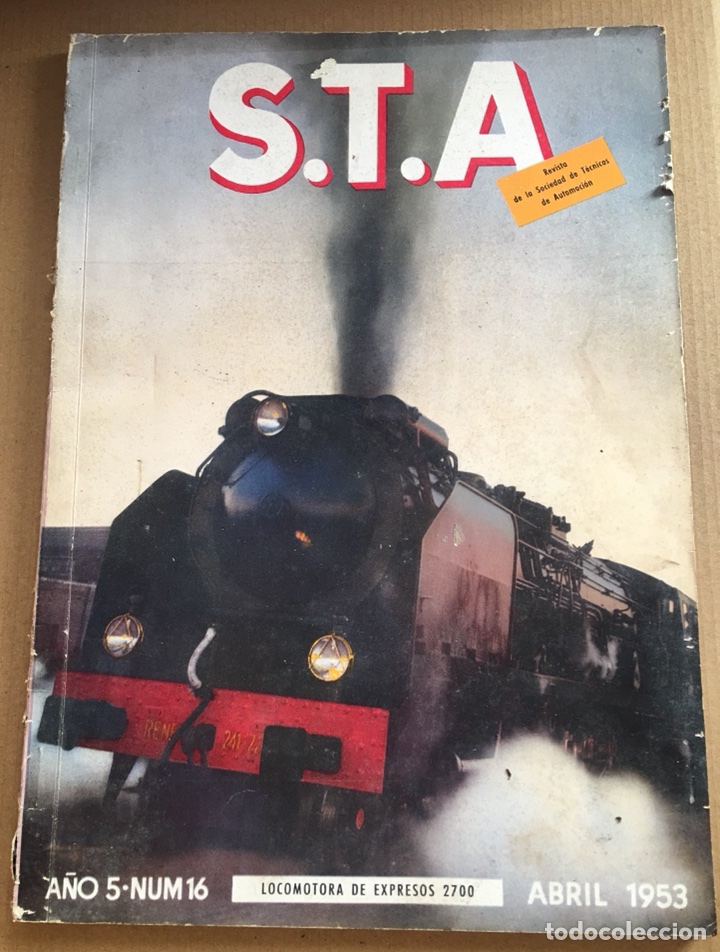 S.T.A
Revista
de la Sociedad de Técnicos
de Automoción
241
AÑO 5·NUM 16
LOCOMOTORA DE EXPRESOS 2700
ABRIL 1953
todocoleccion